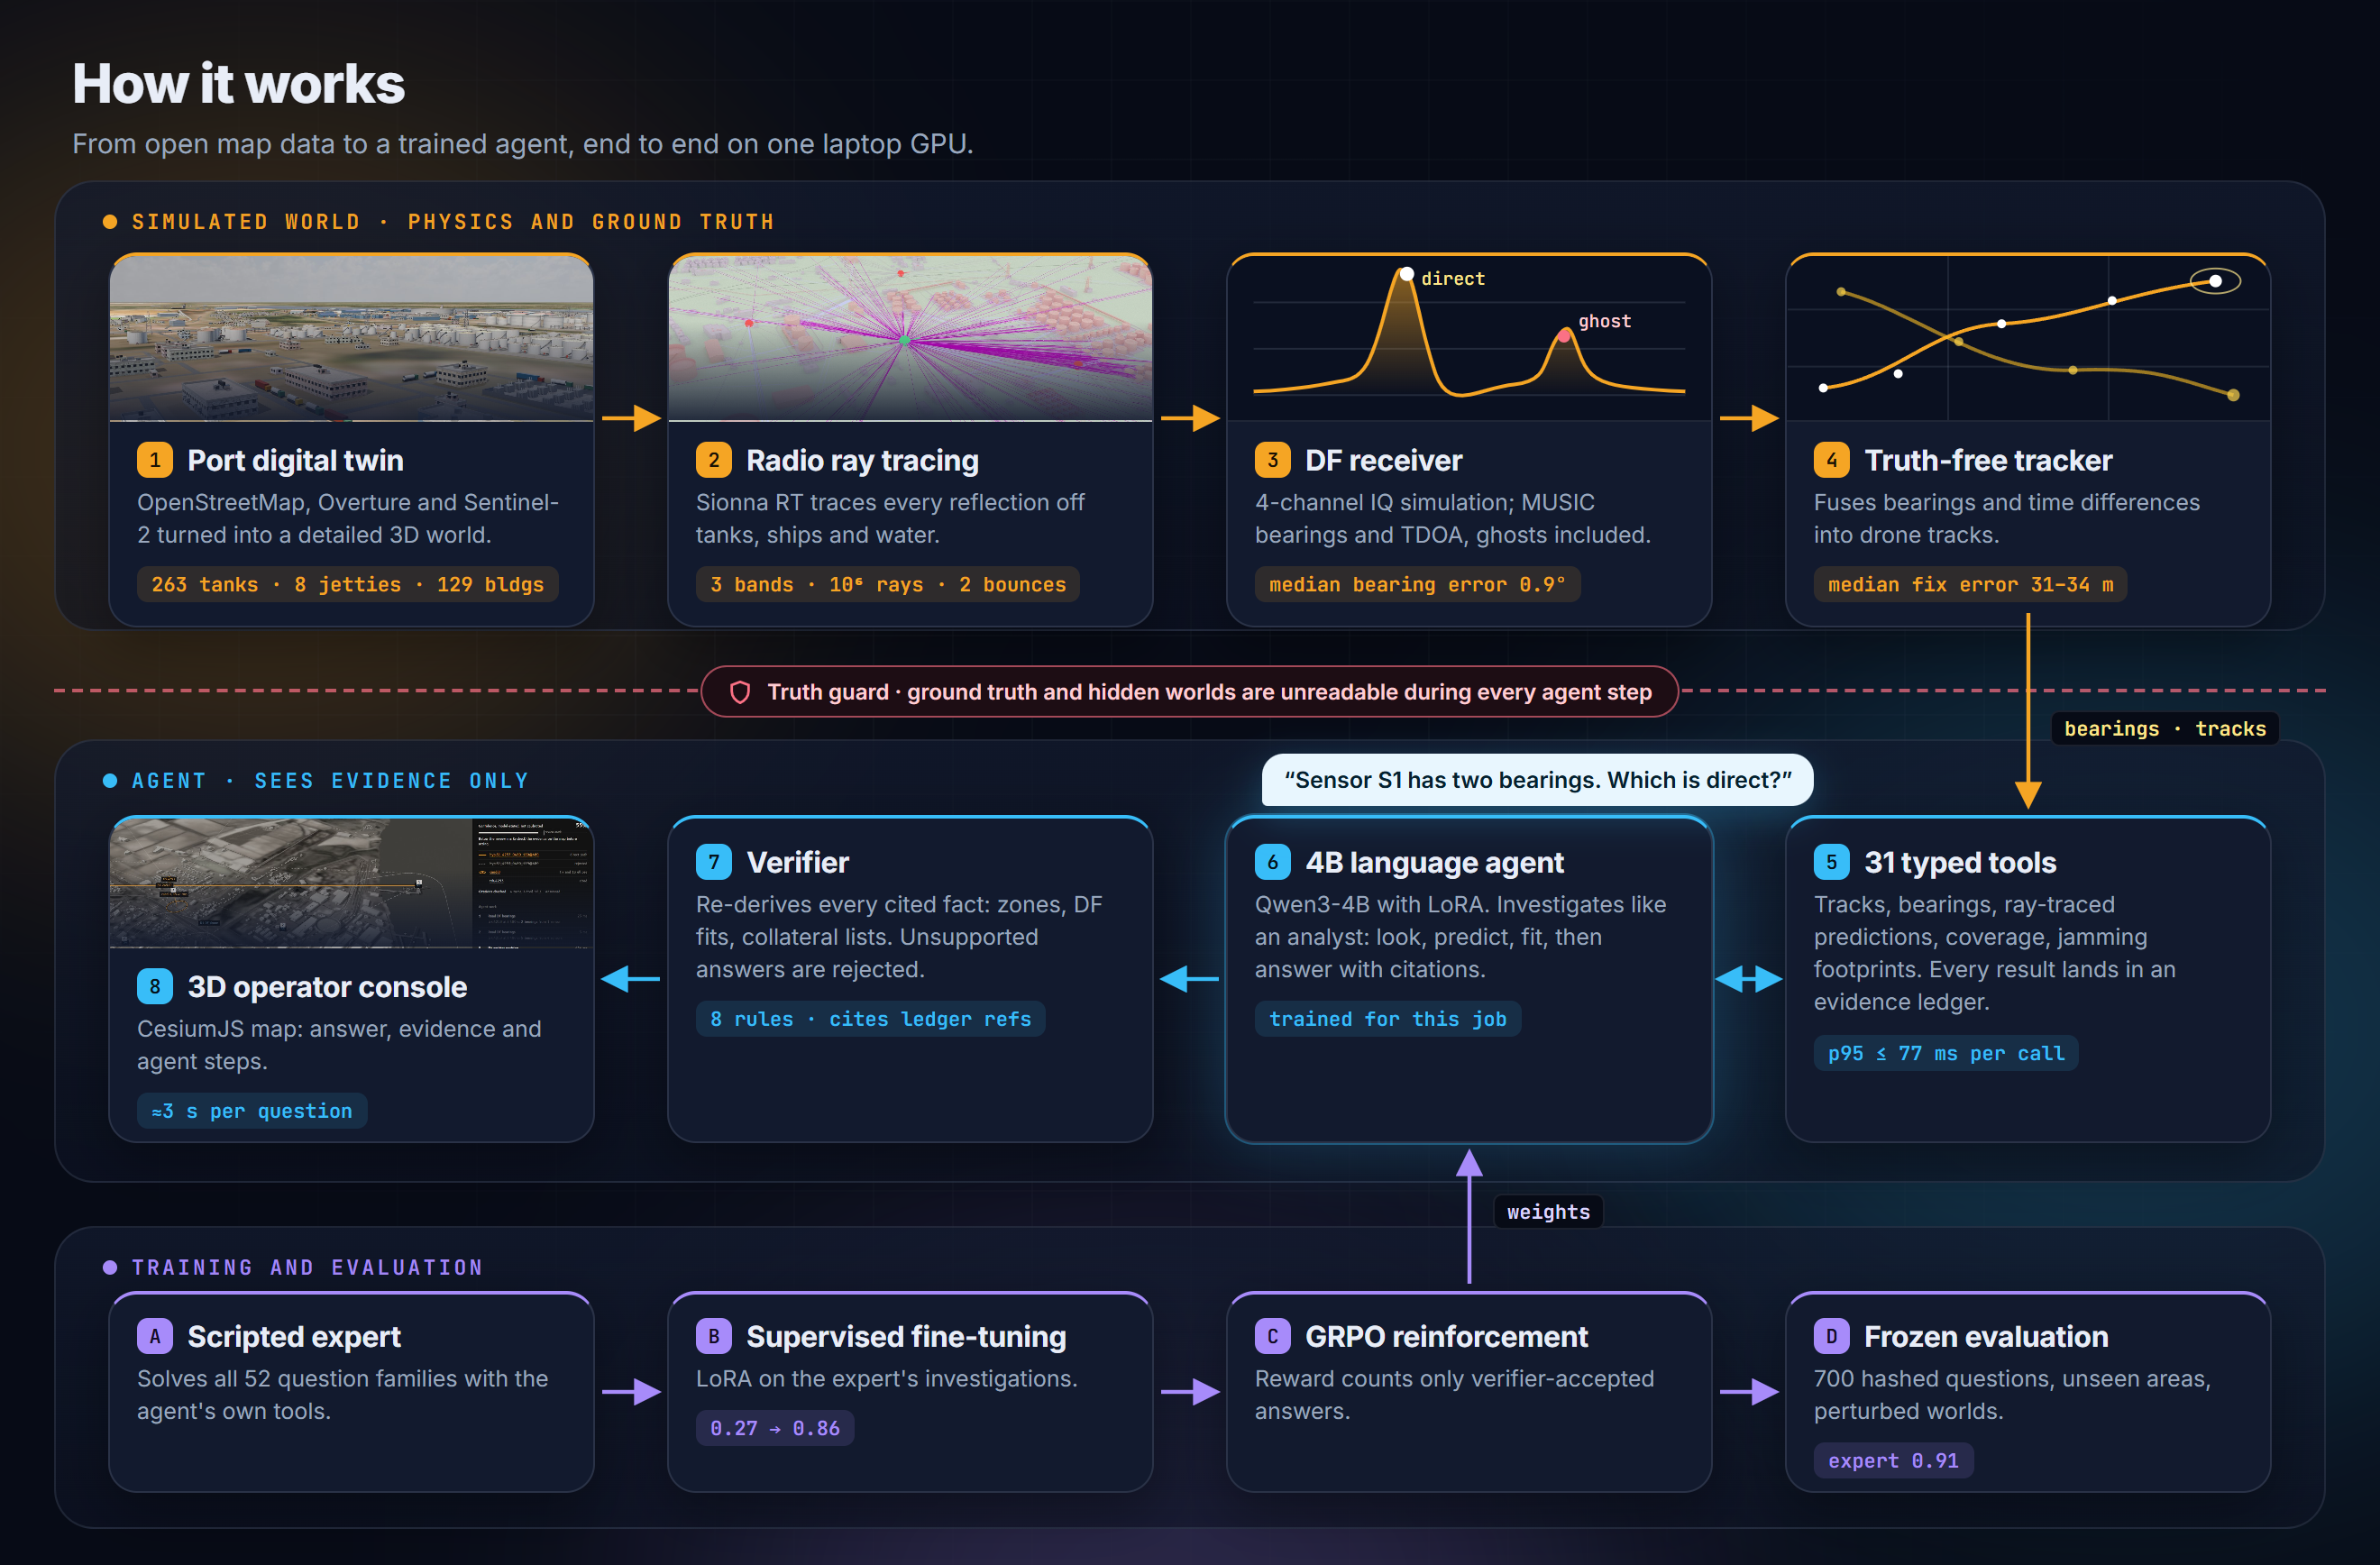 How it works
From open map data to a trained agent, end to end on one laptop GPU.
SIMULATED WORLD · PHYSICS AND GROUND TRUTH
direct
ghost
1 Port digital twin
OpenStreetMap, Overture and Sentinel-
2 turned into a detailed 3D world.
263 tanks · 8 jetties · 129 bldgs
2 Radio ray tracing
Sionna RT traces every reflection off
tanks, ships and water.
3 bands · 10⁶ rays · 2 bounces
3 DF receiver
4-channel IQ simulation; MUSIC
bearings and TDOA, ghosts included.
median bearing error 0.9°
4 Truth-free tracker
Fuses bearings and time differences
into drone tracks.
median fix error 31–34 m
Truth guard · ground truth and hidden worlds are unreadable during every agent step
bearings · tracks
AGENT · SEES EVIDENCE ONLY
“Sensor S1 has two bearings. Which is direct?”
8 3D operator console
CesiumJS map: answer, evidence and
agent steps.
≈3 s per question
7 Verifier
Re-derives every cited fact: zones, DF
fits, collateral lists. Unsupported
answers are rejected.
8 rules · cites ledger refs
6 4B language agent
Qwen3-4B with LoRA. Investigates like
an analyst: look, predict, fit, then
answer with citations.
trained for this job
5 31 typed tools
Tracks, bearings, ray-traced
predictions, coverage, jamming
footprints. Every result lands in an
evidence ledger.
p95 ≤ 77 ms per call
weights
TRAINING AND EVALUATION
A Scripted expert
Solves all 52 question families with the
agent's own tools.
B Supervised fine-tuning
LoRA on the expert's investigations.
0.27 → 0.86
C GRPO reinforcement
Reward counts only verifier-accepted
answers.
D Frozen evaluation
700 hashed questions, unseen areas,
perturbed worlds.
expert 0.91